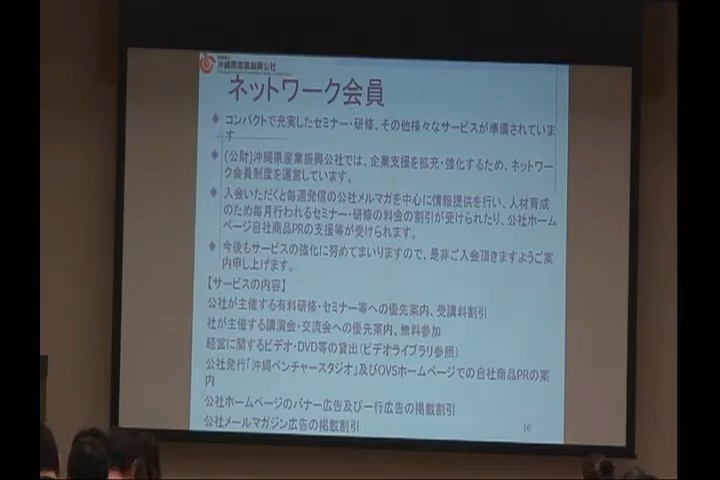 沖縄県産業振興公社
ネットワーク会員
◆ コンパクトで充実したセミナー・研修、その他様々なサービスが準備されていま
す
◆ (公財)沖縄県産業振興公社では、企業支援を拡充・強化するため、ネットワー
ク会員制度を運営しています。
◆ 入会いただくと毎週発信の公社メルマガを中心に情報提供を行い、人材育成
のため毎月行われるセミナー・研修の料金の割引が受けられたり、公社ホーム
ページ自社商品PRの支援等が受けられます。
◆ 今後もサービスの強化に努めてまいりますので、是非ご入会頂きますようご案
内申し上げます。
【サービスの内容】
公社が主催する有料研修・セミナー等への優先案内、受講料割引
社が主催する講演会・交流会への優先案内、無料参加
経営に関するビデオ・DVD等の貸出(ビデオライブラリ参照)
公社発行「沖縄ベンチャースタジオ」及びOVSホームページでの自社商品PRの案
内
公社ホームページのバナー広告及び一行広告の掲載割引
公社メールマガジン広告の掲載割引
16